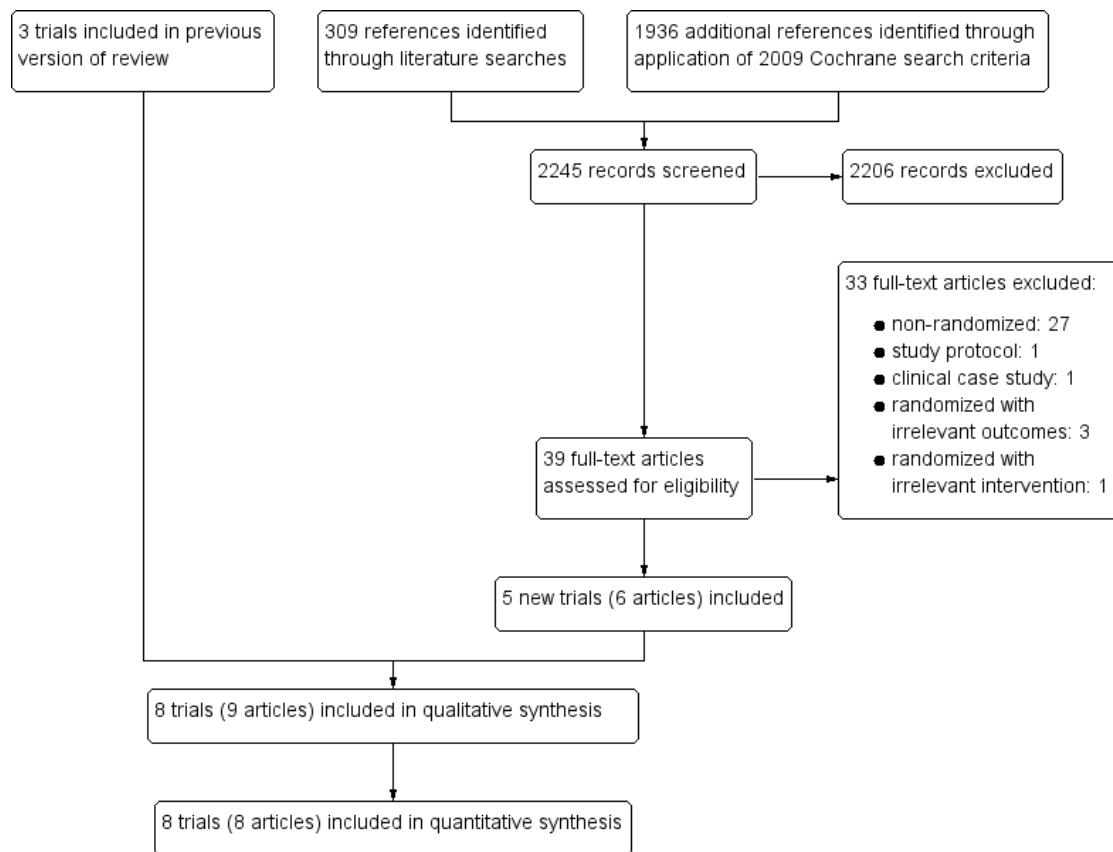 3 trials included in previous
version of review
309 references identified
through literature searches
1936 additional references identified through
application of 2009 Cochrane search criteria
2245 records screened
2206 records excluded
33 full-text articles excluded:
● non-randomized: 27
● study protocol: 1
● clinical case study: 1
● randomized with
irrelevant outcomes: 3
● randomized with
irrelevant intervention: 1
39 full-text articles
assessed for eligibility
5 new trials (6 articles) included
8 trials (9 articles) included in qualitative synthesis
8 trials (8 articles) included in quantitative synthesis